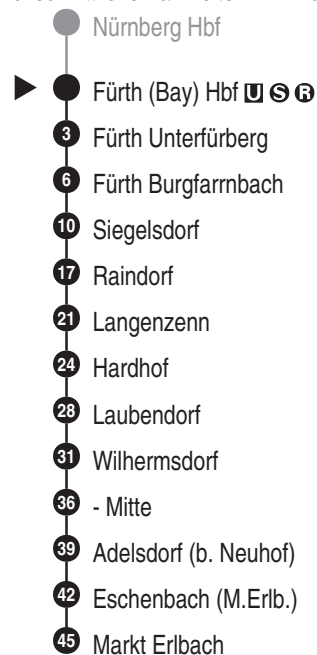 Nürnberg Hbf
Fürth (Bay) Hbf U S R
3 Fürth Unterfürberg
6 Fürth Burgfarrnbach
10 Siegelsdorf
17 Raindorf
21 Langenzenn
24 Hardhof
28 Laubendorf
31 Wilhermsdorf
36 - Mitte
39 Adelsdorf (b. Neuhof)
42 Eschenbach (M.Erlb.)
45 Markt Erlbach